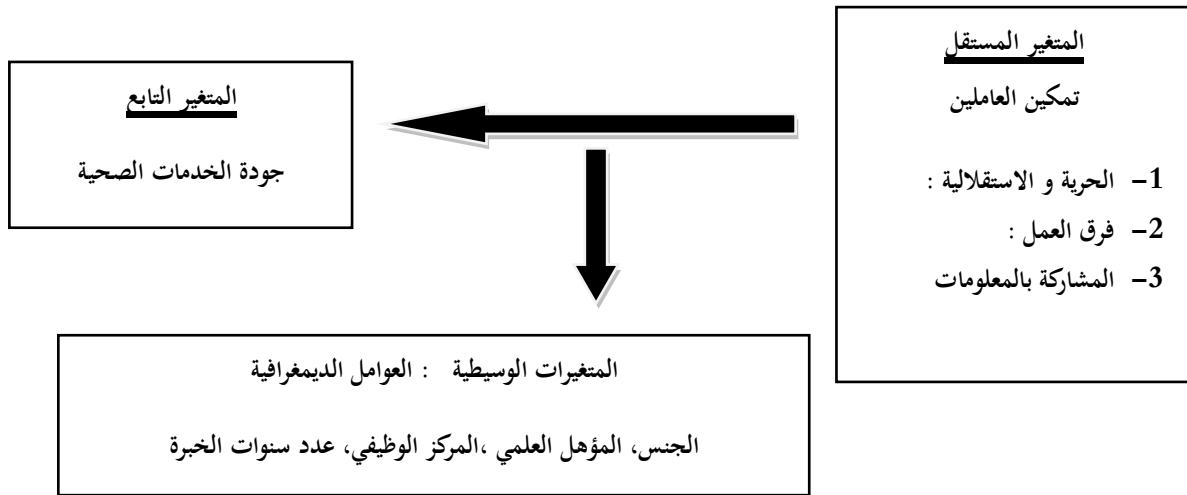 المتغير المستقل
تمكين العاملين
1- الحرية و الاستقلالية :
2- فرق العمل :
3- المشاركة بالمعلومات
المتغير التابع
جودة الخدمات الصحية
المتغيرات الوسيطية : العوامل الديمغرافية
الجنس، المؤهل العلمي ،المركز الوظيفي، عدد سنوات الخبرة